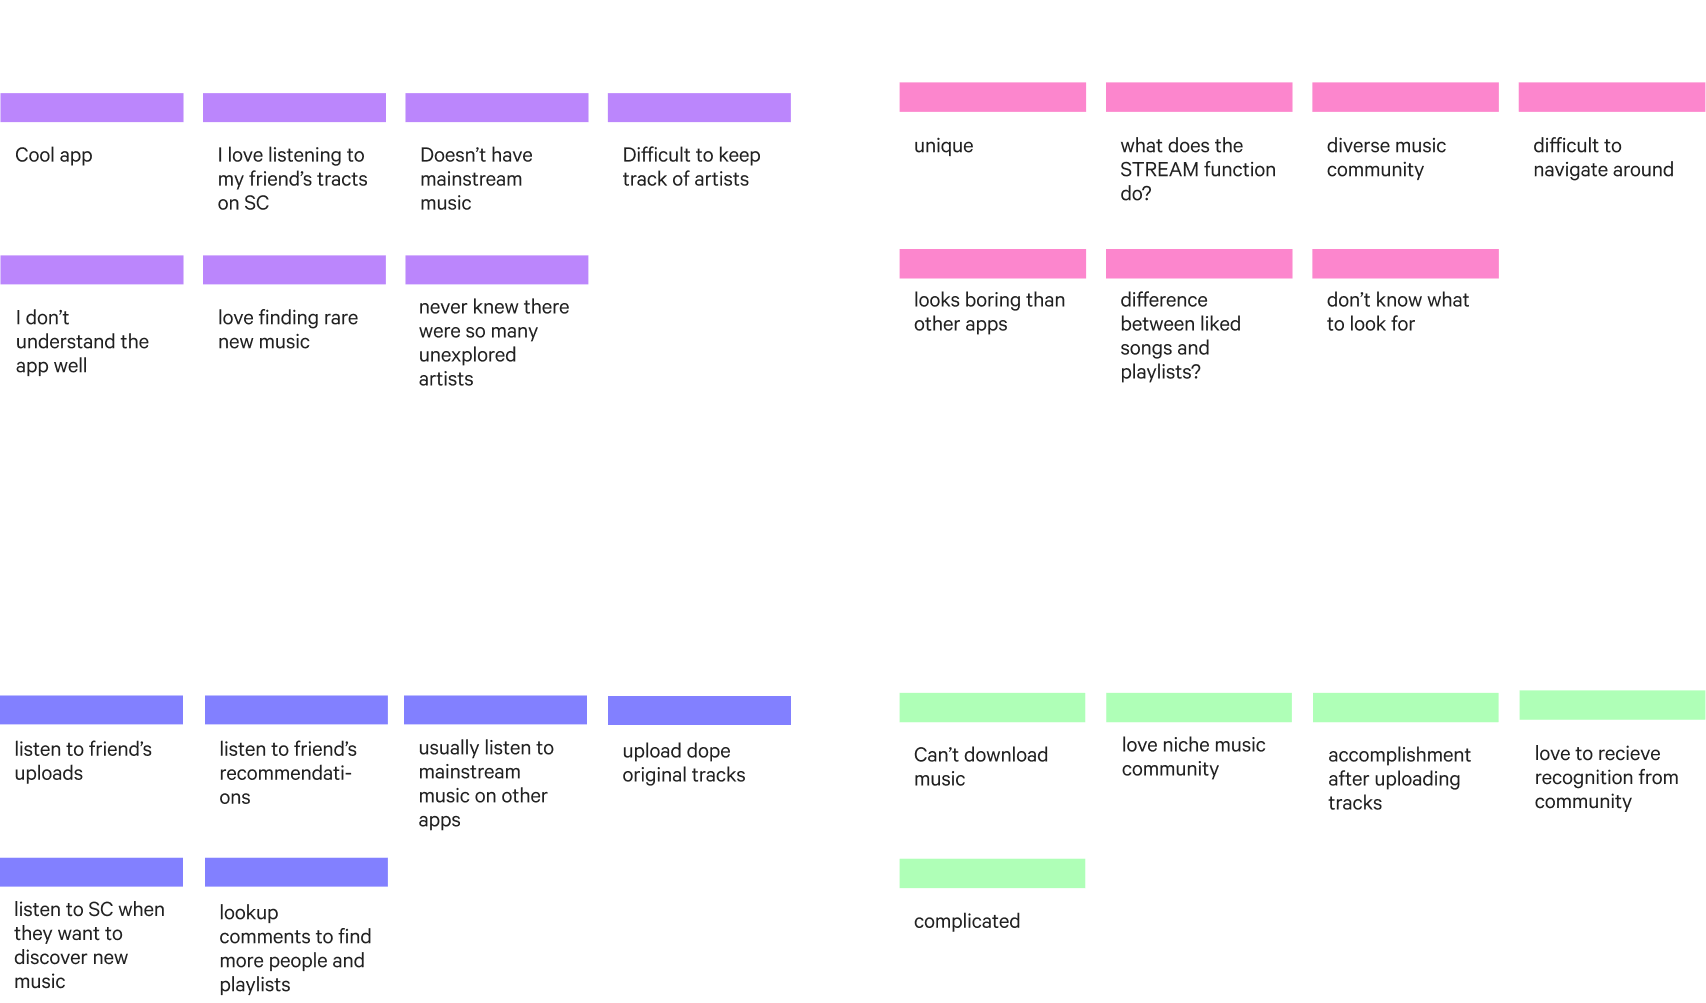 Cool app
I love listening to
my friend’s tracts
on SC
Doesn’t have
mainstream
music
Difficult to keep
track of artists
I don’t
understand the
app well
love finding rare
new music
never knew there
were so many
unexplored
artists
unique
what does the
STREAM function
do?
diverse music
community
difficult to
navigate around
looks boring than
other apps
difference
between liked
songs and
playlists?
don’t know what
to look for
listen to friend’s
uploads
listen to friend’s
recommendati-
ons
usually listen to
mainstream
music on other
apps
upload dope
original tracks
listen to SC when
they want to
discover new
music
lookup
comments to find
more people and
playlists
Can’t download
music
love niche music
community
accomplishment
after uploading
tracks
love to recieve
recognition from
community
complicated